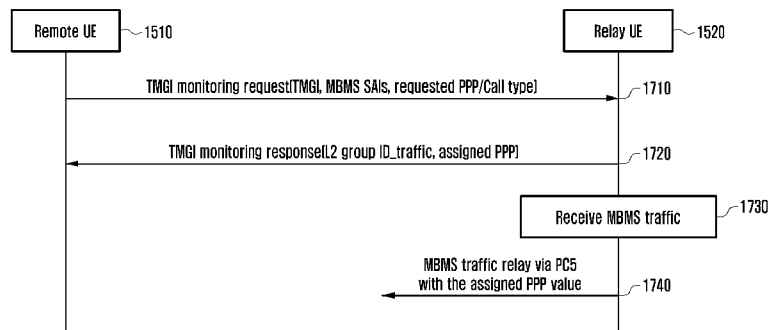 Remote UE
1510
Relay UE
1520
TMGI monitoring request(TMGI, MBMS SAIs, requested PPP/Call type)
1710
TMGI monitoring response(L2 group ID_traffic, assigned PPP)
1720
Receive MBMS traffic
1730
MBMS traffic relay via PC5
with the assigned PPP value
1740